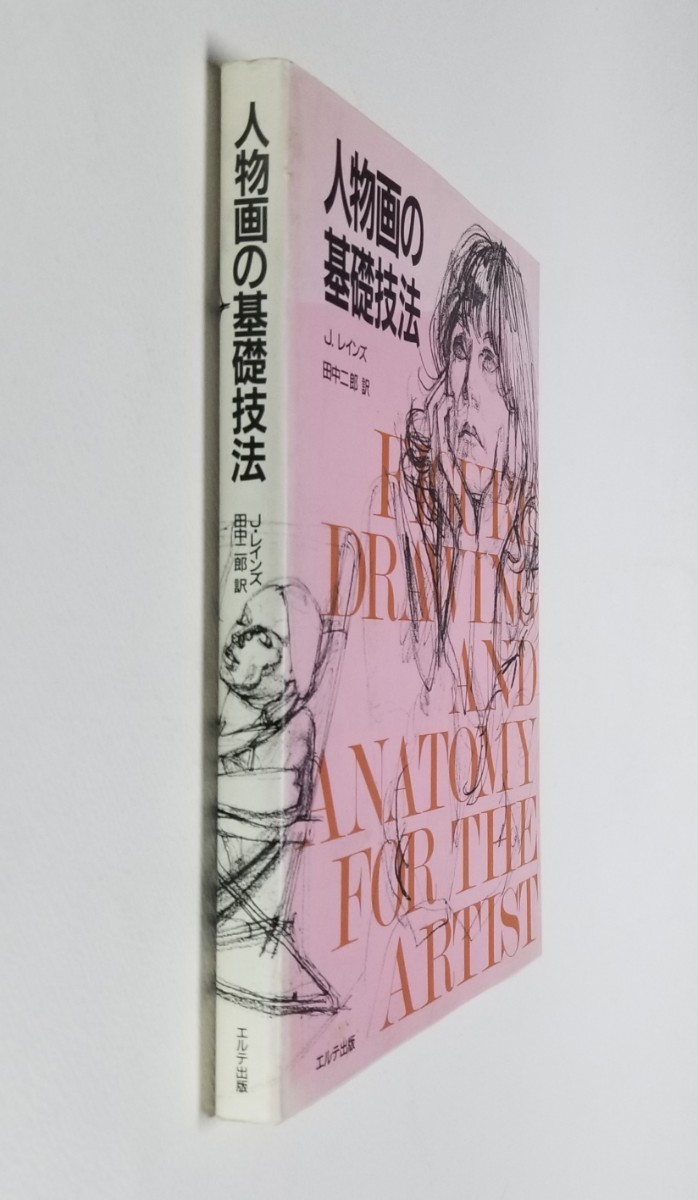 人物画の基礎技法
J・レインズ
田中二郎 訳
エルテ出版
人物画の
基礎技法
J. レインズ
田中二郎 訳
FIGURE
DRAWING
AND
ANATOMY
FOR THE
ARTIST
エルテ出版